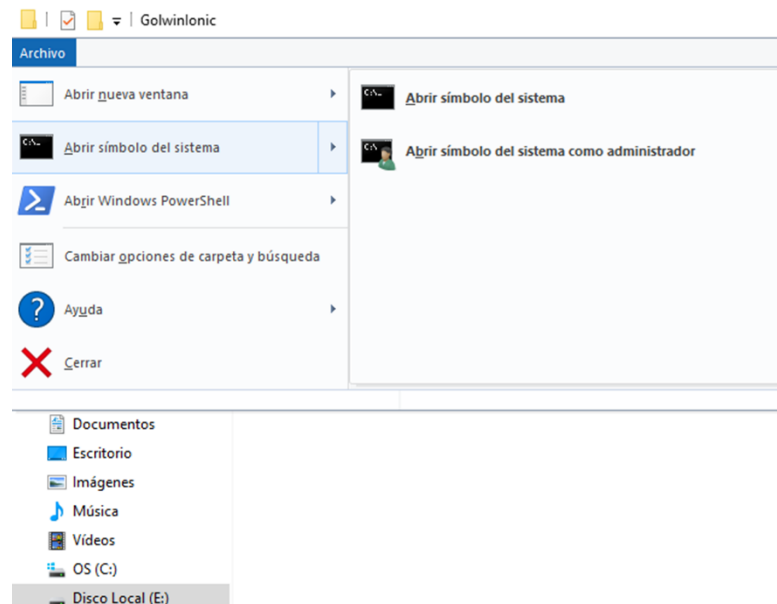 GolwinIonic
Archivo
Abrir nueva ventana
Abrir símbolo del sistema
Abrir Windows PowerShell
Cambiar opciones de carpeta y búsqueda
Ayuda
Cerrar
C:\.
Abrir símbolo del sistema
Abrir símbolo del sistema como administrador
Documentos
Escritorio
Imágenes
Música
Vídeos
OS (C:)
Disco Local (E:)